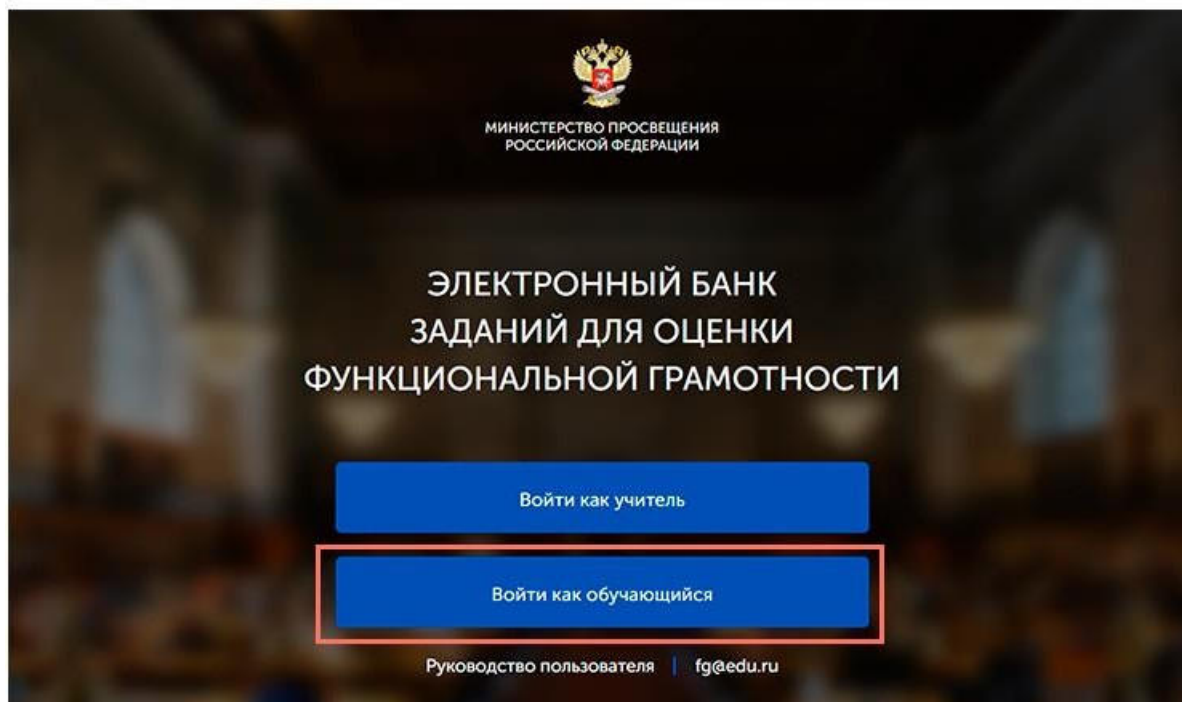 МИНИСТЕРСТВО ПРОСВЕЩЕНИЯ
РОССИЙСКОЙ ФЕДЕРАЦИИ
ЭЛЕКТРОННЫЙ БАНК
ЗАДАНИЙ ДЛЯ ОЦЕНКИ
ФУНКЦИОНАЛЬНОЙ ГРАМОТНОСТИ
Войти как учитель
Войти как обучающийся
Руководство пользователя | fg@edu.ru